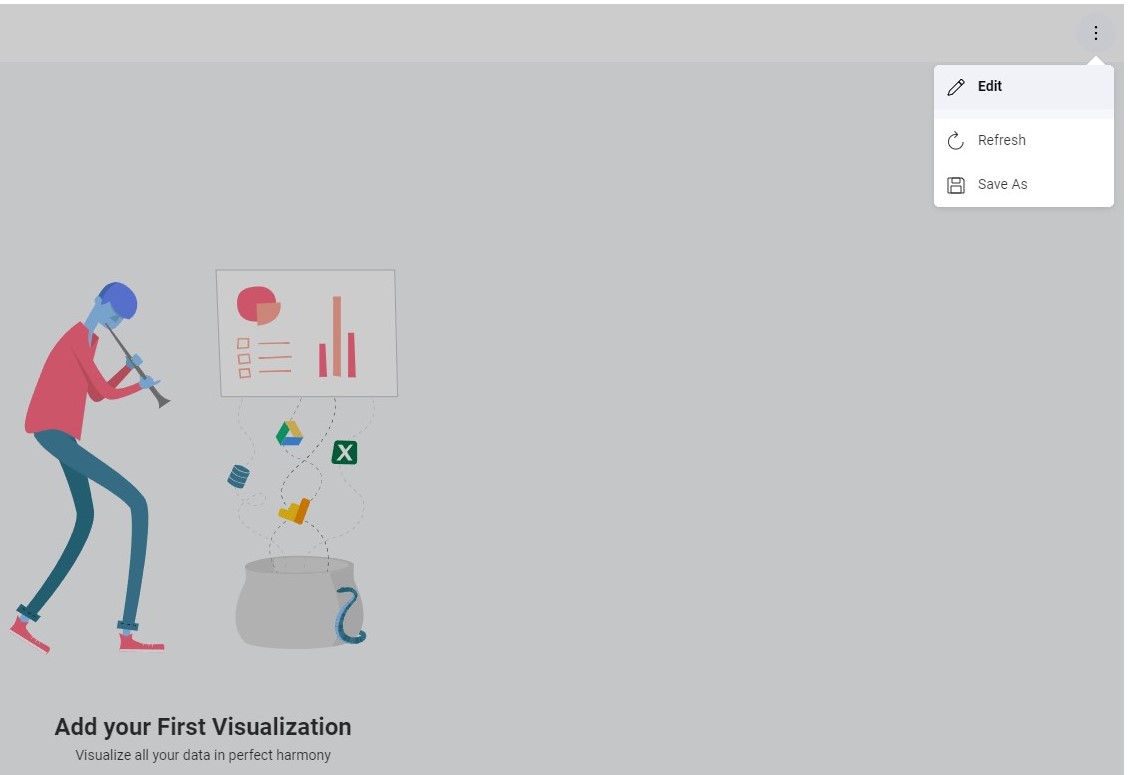 Edit
Refresh
Save As
X
Add your First Visualization
Visualize all your data in perfect harmony